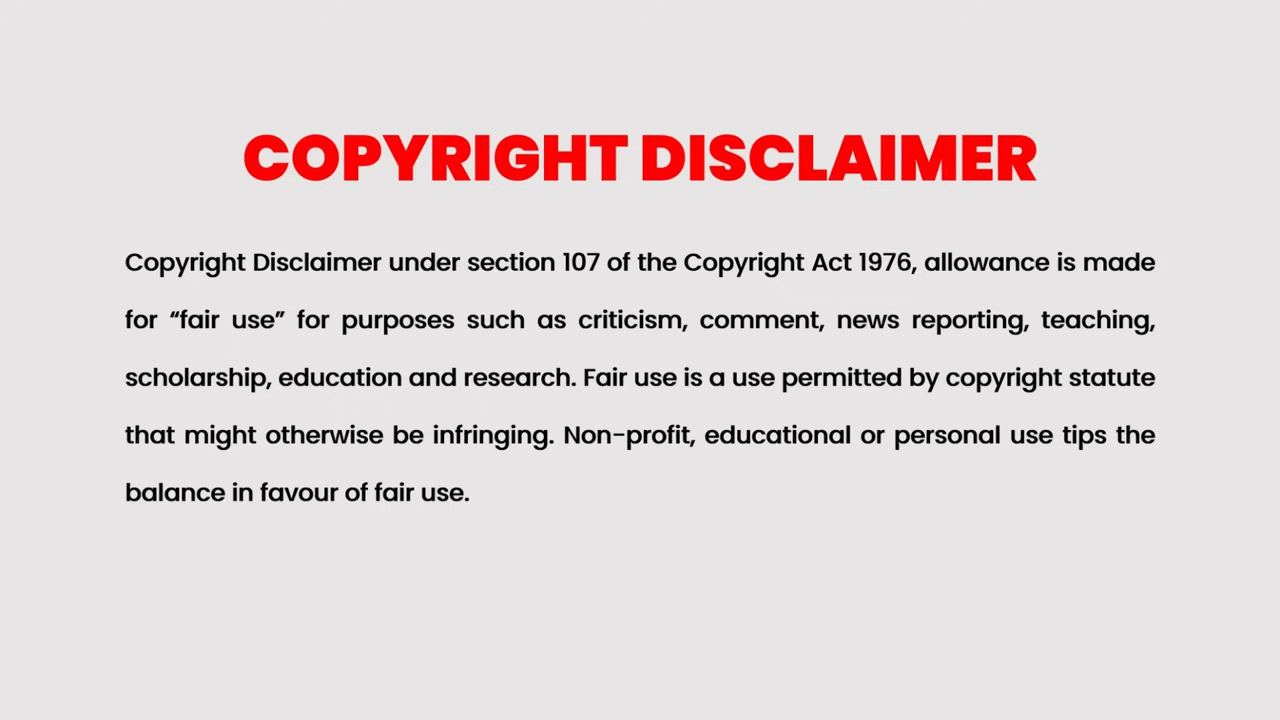 COPYRIGHT DISCLAIMER
Copyright Disclaimer under section 107 of the Copyright Act 1976, allowance is made
for “fair use” for purposes such as criticism, comment, news reporting, teaching,
scholarship, education and research. Fair use is a use permitted by copyright statute
that might otherwise be infringing. Non-profit, educational or personal use tips the
balance in favour of fair use.